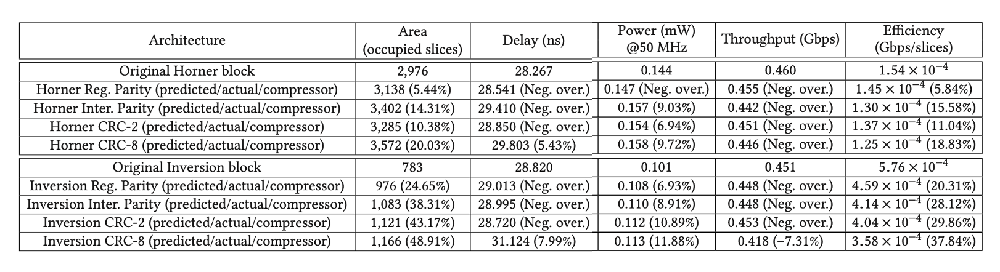 Architecture | Area (occupied slices) | Delay (ns) | Power (mW) @50 MHz | Throughput (Gbps) | Efficiency (Gbps/slices)
Original Horner block | 2,976 | 28.267 | 0.144 | 0.460 | 1.54 × 10⁻⁴
Horner Reg. Parity (predicted/actual/compressor) | 3,138 (5.44%) | 28.541 (Neg. over.) | 0.147 (Neg. over.) | 0.455 (Neg. over.) | 1.45 × 10⁻⁴ (5.84%)
Horner Inter. Parity (predicted/actual/compressor) | 3,402 (14.31%) | 29.410 (Neg. over.) | 0.157 (9.03%) | 0.442 (Neg. over.) | 1.30 × 10⁻⁴ (15.58%)
Horner CRC-2 (predicted/actual/compressor) | 3,285 (10.38%) | 28.850 (Neg. over.) | 0.154 (6.94%) | 0.451 (Neg. over.) | 1.37 × 10⁻⁴ (11.04%)
Horner CRC-8 (predicted/actual/compressor) | 3,572 (20.03%) | 29.803 (5.43%) | 0.158 (9.72%) | 0.446 (Neg. over.) | 1.25 × 10⁻⁴ (18.83%)
Original Inversion block | 783 | 28.820 | 0.101 | 0.451 | 5.76 × 10⁻⁴
Inversion Reg. Parity (predicted/actual/compressor) | 976 (24.65%) | 29.013 (Neg. over.) | 0.108 (6.93%) | 0.448 (Neg. over.) | 4.59 × 10⁻⁴ (20.31%)
Inversion Inter. Parity (predicted/actual/compressor) | 1,083 (38.31%) | 28.995 (Neg. over.) | 0.110 (8.91%) | 0.448 (Neg. over.) | 4.14 × 10⁻⁴ (28.12%)
Inversion CRC-2 (predicted/actual/compressor) | 1,121 (43.17%) | 28.720 (Neg. over.) | 0.112 (10.89%) | 0.453 (Neg. over.) | 4.04 × 10⁻⁴ (29.86%)
Inversion CRC-8 (predicted/actual/compressor) | 1,166 (48.91%) | 31.124 (7.99%) | 0.113 (11.88%) | 0.418 (−7.31%) | 3.58 × 10⁻⁴ (37.84%)